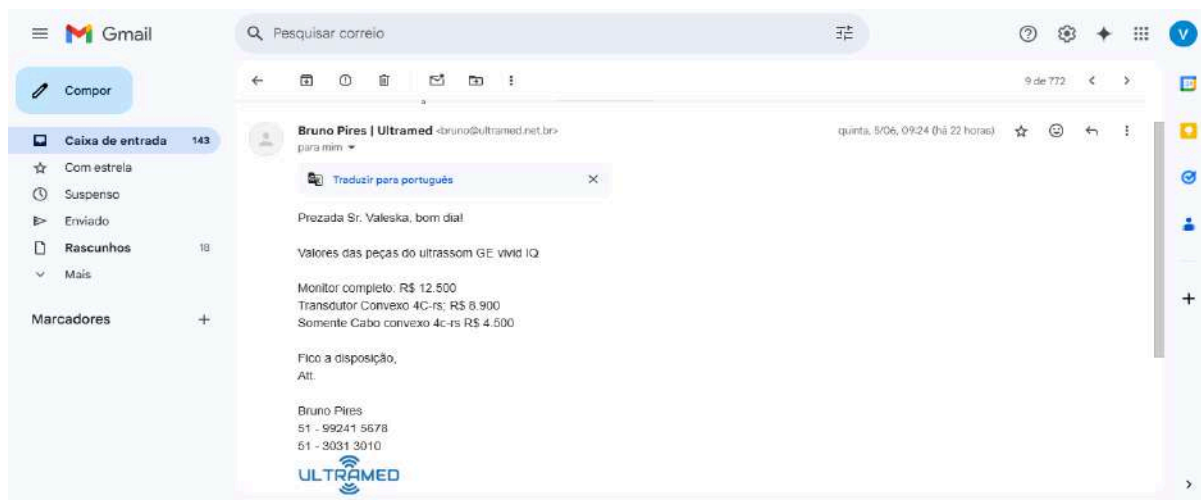 Gmail
Pesquisar correio
V
Compor
9 de 772
Caixa de entrada 143
Com estrela
Suspenso
Enviado
Rascunhos 18
Mais
Marcadores
Bruno Pires | Ultramed <bruno@ultramed.net.br>
quinta, 5/06, 09:24 (há 22 horas)
para mim
Traduzir para português
Prezada Sr. Valeska, bom dia!
Valores das peças do ultrassom GE vivid IQ
Monitor completo: R$ 12.500
Transdutor Convexo 4C-rs: R$ 8.900
Somente Cabo convexo 4c-rs R$ 4.500
Fico a disposição,
Att.
Bruno Pires
51 - 99241 5678
51 - 3031 3010
ULTRAMED